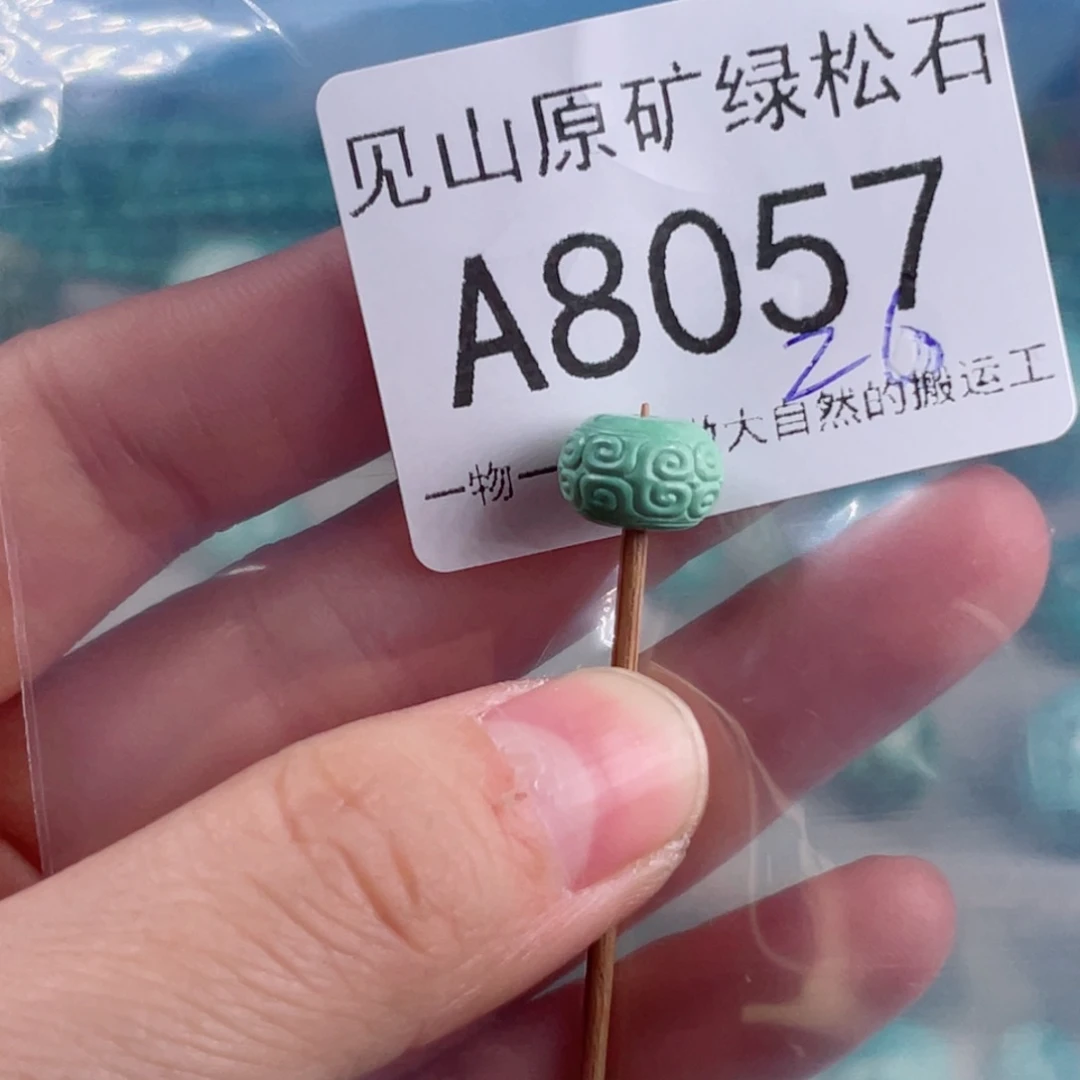 见山原矿绿松石
A8057
26
一物一 大自然的搬运工